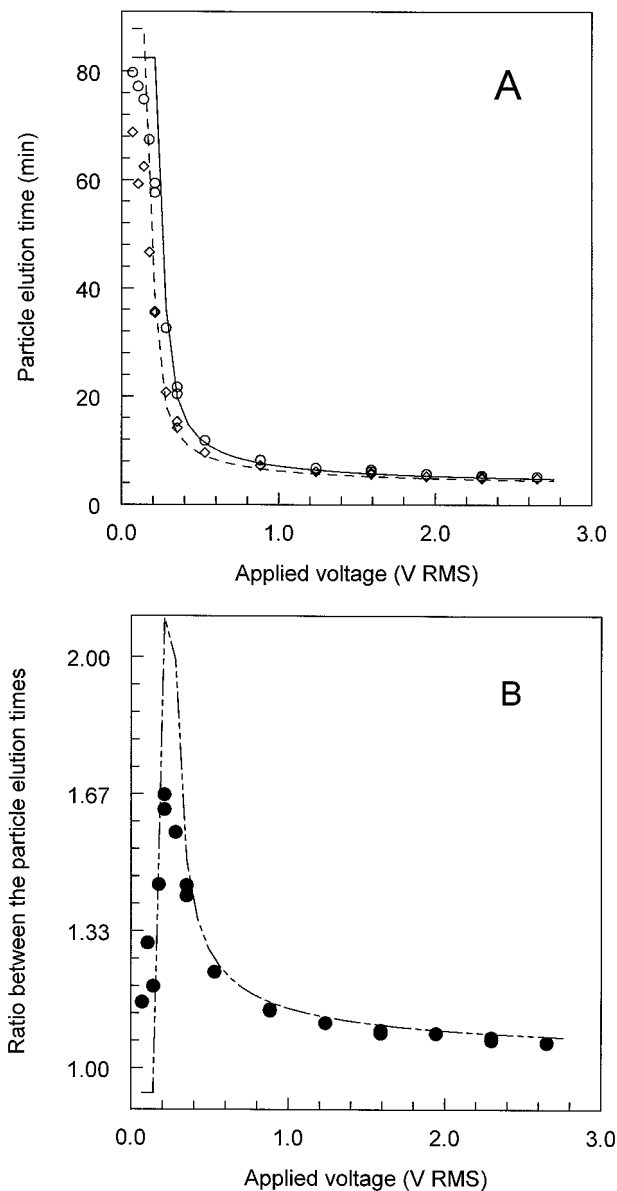 A
Particle elution time (min)
80
60
40
20
0
0.0 1.0 2.0 3.0
Applied voltage (V RMS)
B
Ratio between the particle elution times
2.00
1.67
1.33
1.00
0.0 1.0 2.0 3.0
Applied voltage (V RMS)